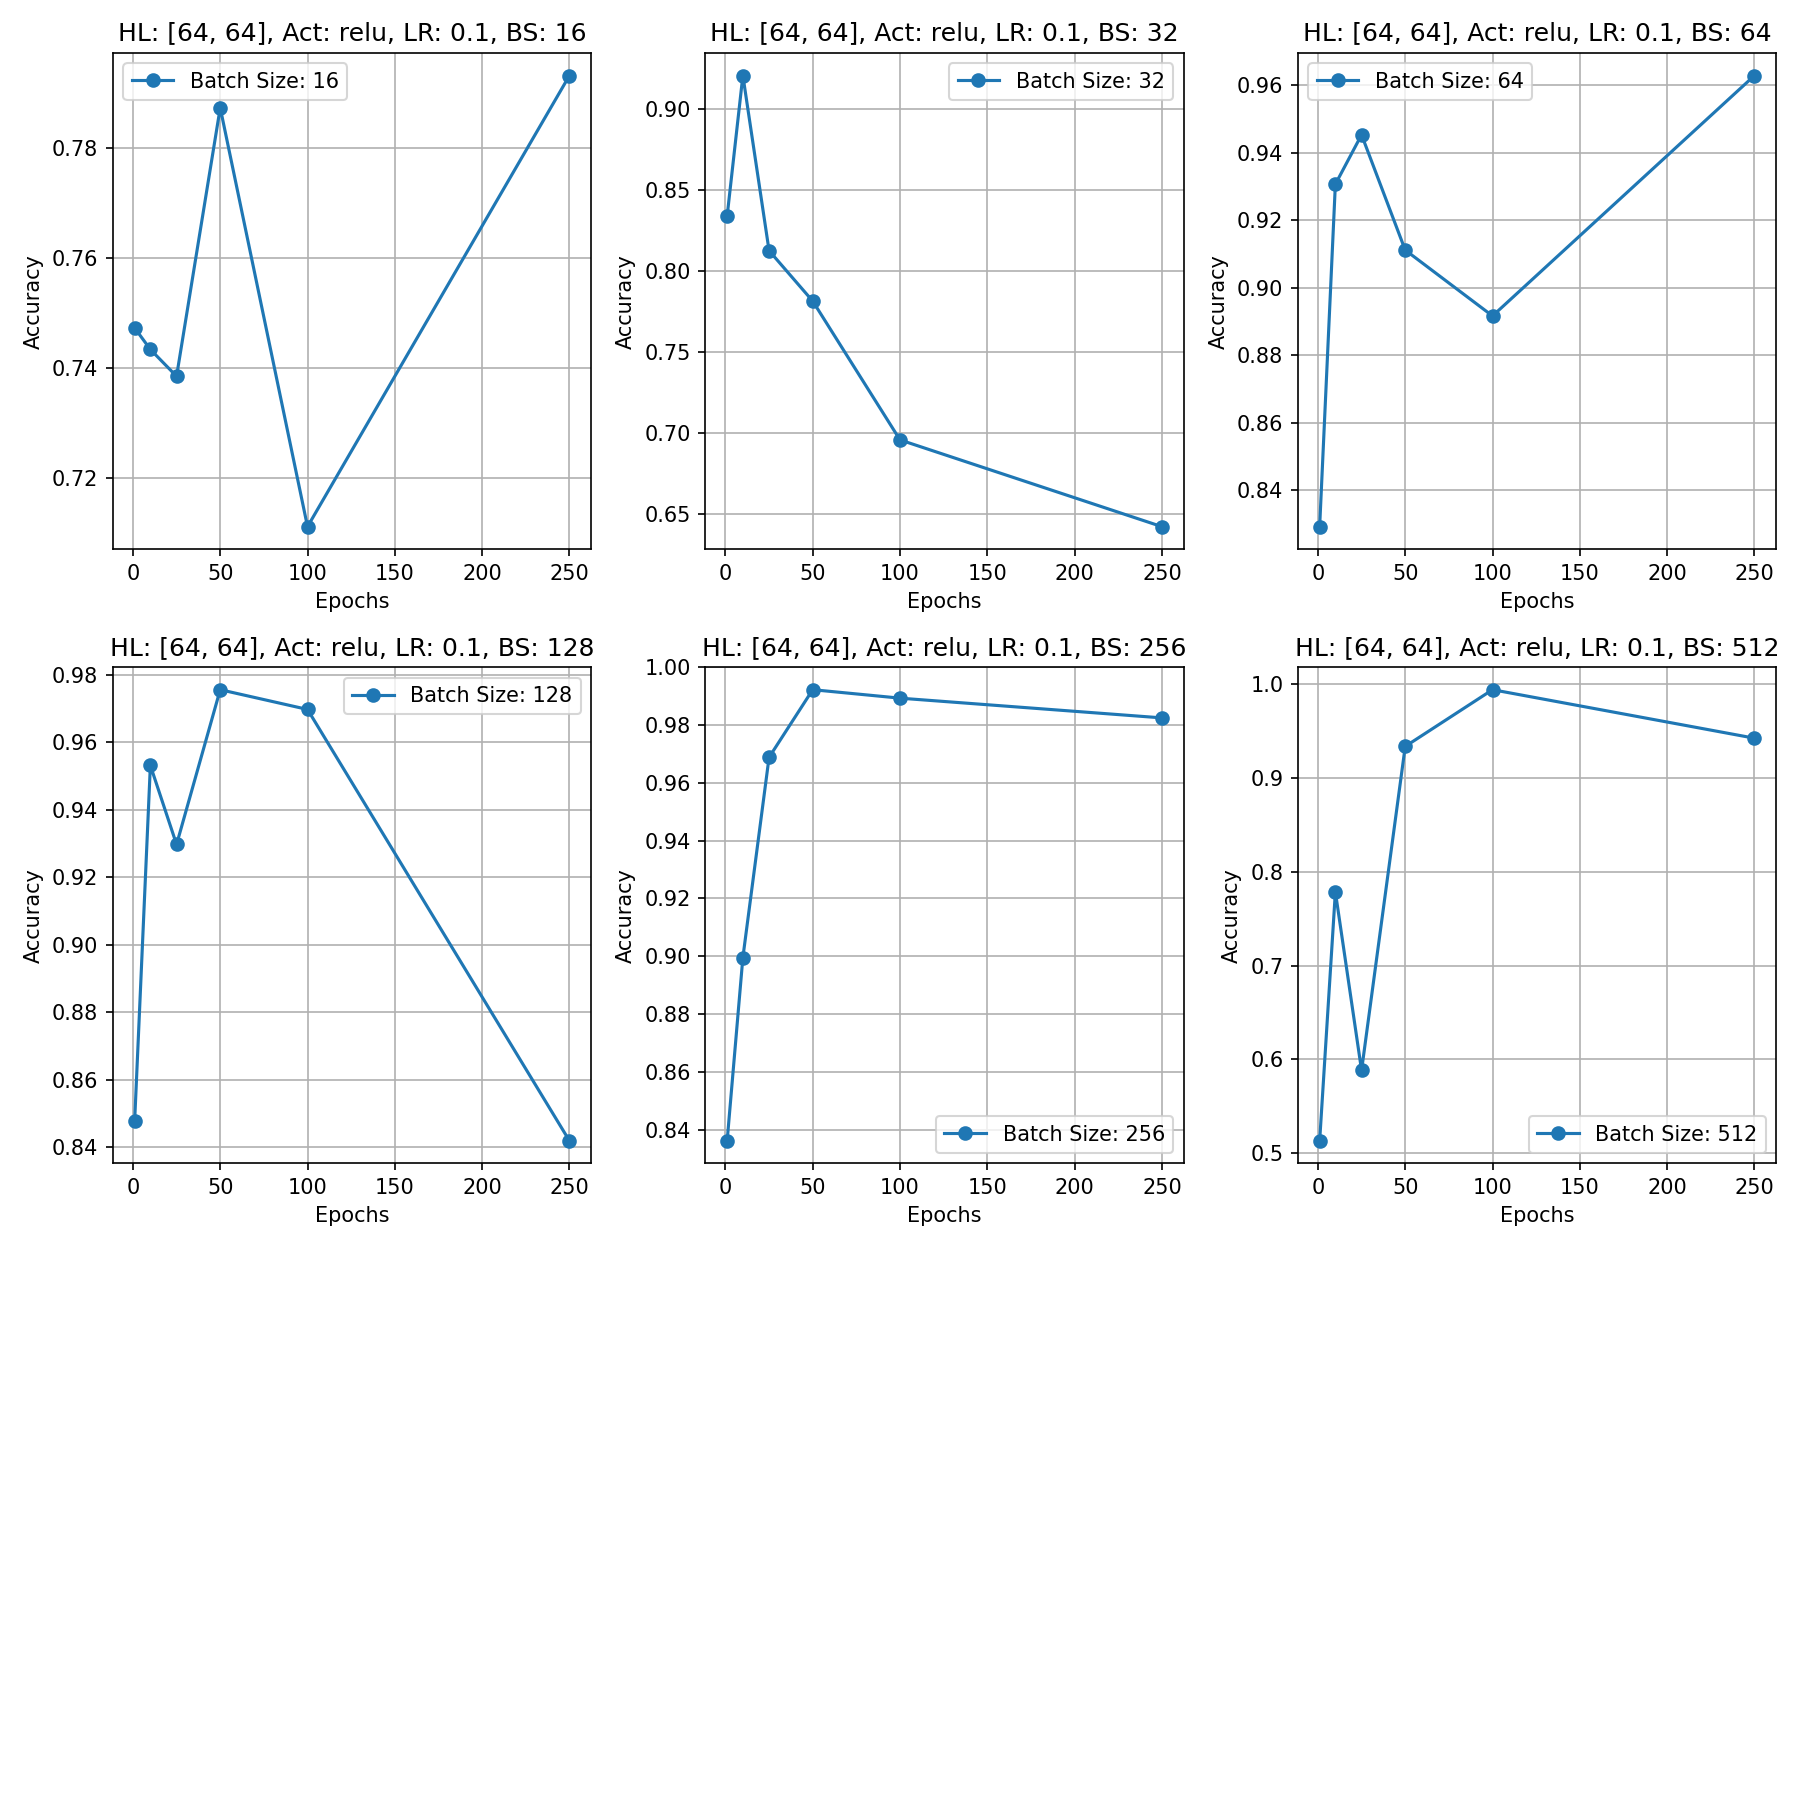 HL: [64, 64], Act: relu, LR: 0.1, BS: 16
Batch Size: 16
0.78
0.76
0.74
0.72
Accuracy
0 50 100 150 200 250
Epochs
HL: [64, 64], Act: relu, LR: 0.1, BS: 32
Batch Size: 32
0.90
0.85
0.80
0.75
0.70
0.65
Accuracy
0 50 100 150 200 250
Epochs
HL: [64, 64], Act: relu, LR: 0.1, BS: 64
Batch Size: 64
0.96
0.94
0.92
0.90
0.88
0.86
0.84
Accuracy
0 50 100 150 200 250
Epochs
HL: [64, 64], Act: relu, LR: 0.1, BS: 128
Batch Size: 128
0.98
0.96
0.94
0.92
0.90
0.88
0.86
0.84
Accuracy
0 50 100 150 200 250
Epochs
HL: [64, 64], Act: relu, LR: 0.1, BS: 256
1.00
0.98
0.96
0.94
0.92
0.90
0.88
0.86
0.84
Accuracy
Batch Size: 256
0 50 100 150 200 250
Epochs
HL: [64, 64], Act: relu, LR: 0.1, BS: 512
1.0
0.9
0.8
0.7
0.6
0.5
Accuracy
Batch Size: 512
0 50 100 150 200 250
Epochs